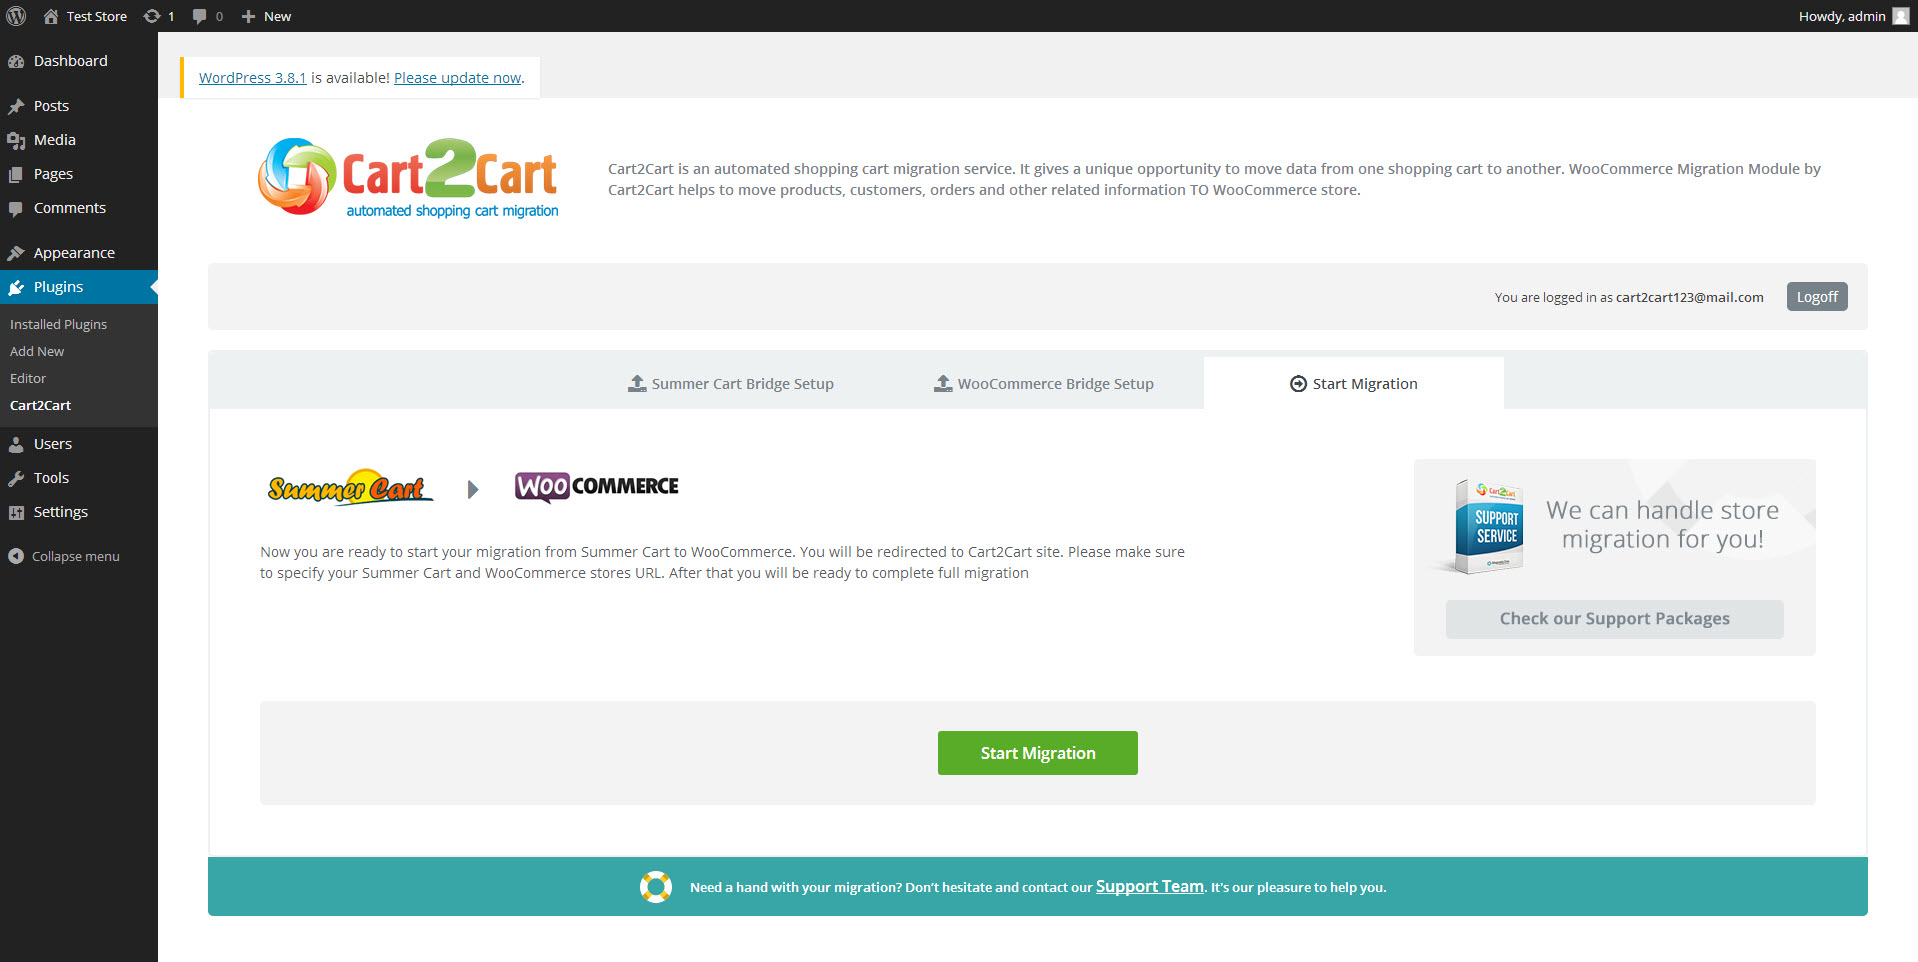 Test Store 1 0 New Howdy, admin
Dashboard
Posts
Media
Pages
Comments
Appearance
Plugins
Installed Plugins
Add New
Editor
Cart2Cart
Users
Tools
Settings
Collapse menu
WordPress 3.8.1 is available! Please update now.
Cart2Cart
automated shopping cart migration
Cart2Cart is an automated shopping cart migration service. It gives a unique opportunity to move data from one shopping cart to another. WooCommerce Migration Module by
Cart2Cart helps to move products, customers, orders and other related information TO WooCommerce store.
You are logged in as cart2cart123@mail.com Logoff
Summer Cart Bridge Setup WooCommerce Bridge Setup Start Migration
Summer Cart WOO COMMERCE
Now you are ready to start your migration from Summer Cart to WooCommerce. You will be redirected to Cart2Cart site. Please make sure
to specify your Summer Cart and WooCommerce stores URL. After that you will be ready to complete full migration
Cart2Cart
SUPPORT
SERVICE
We can handle store
migration for you!
Check our Support Packages
Start Migration
Need a hand with your migration? Don't hesitate and contact our Support Team. It's our pleasure to help you.